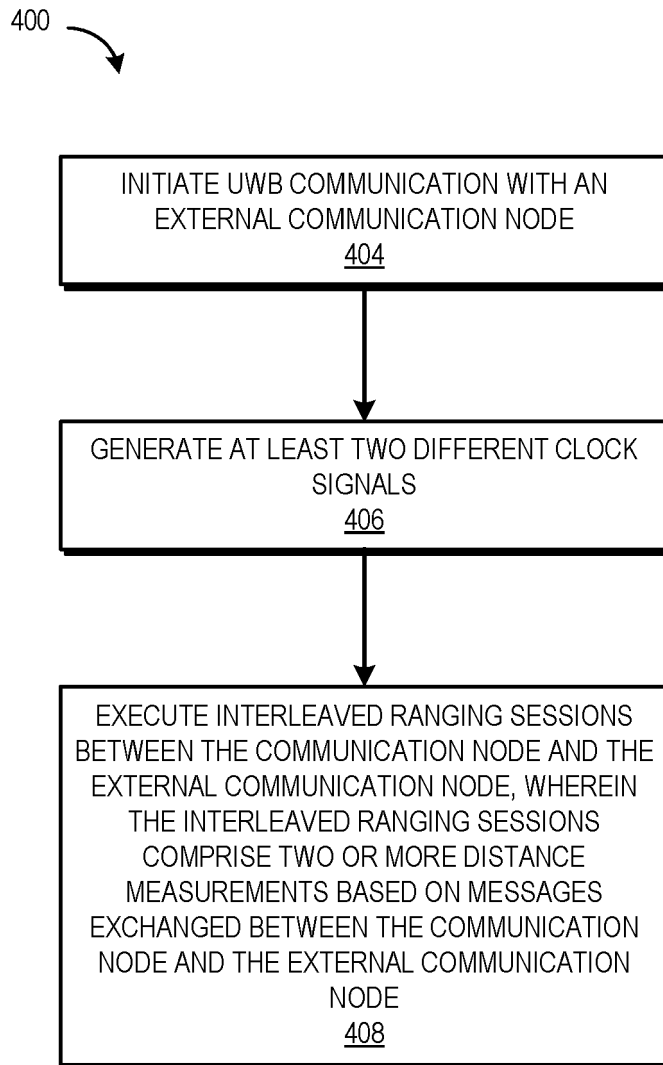 400
INITIATE UWB COMMUNICATION WITH AN
EXTERNAL COMMUNICATION NODE
404
GENERATE AT LEAST TWO DIFFERENT CLOCK
SIGNALS
406
EXECUTE INTERLEAVED RANGING SESSIONS
BETWEEN THE COMMUNICATION NODE AND THE
EXTERNAL COMMUNICATION NODE, WHEREIN
THE INTERLEAVED RANGING SESSIONS
COMPRISE TWO OR MORE DISTANCE
MEASUREMENTS BASED ON MESSAGES
EXCHANGED BETWEEN THE COMMUNICATION
NODE AND THE EXTERNAL COMMUNICATION
NODE
408